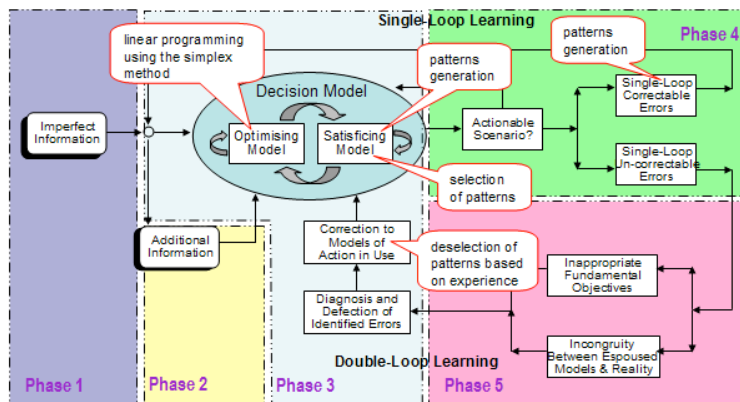 Single-Loop Learning
linear programming
using the simplex
method
patterns
generation
patterns
generation
Phase 4
Decision Model
Imperfect
Information
Optimising
Model
Satisficing
Model
Actionable
Scenario?
Single-Loop
Correctable
Errors
Single-Loop
Un-correctable
Errors
selection
of patterns
Additional
Information
Correction to
Models of
Action in Use
deselection of
patterns based
on experience
Inappropriate
Fundamental
Objectives
Diagnosis and
Defection of
Identified Errors
Incongruity
Between Espoused
Models & Reality
Double-Loop Learning
Phase 1
Phase 2
Phase 3
Phase 5